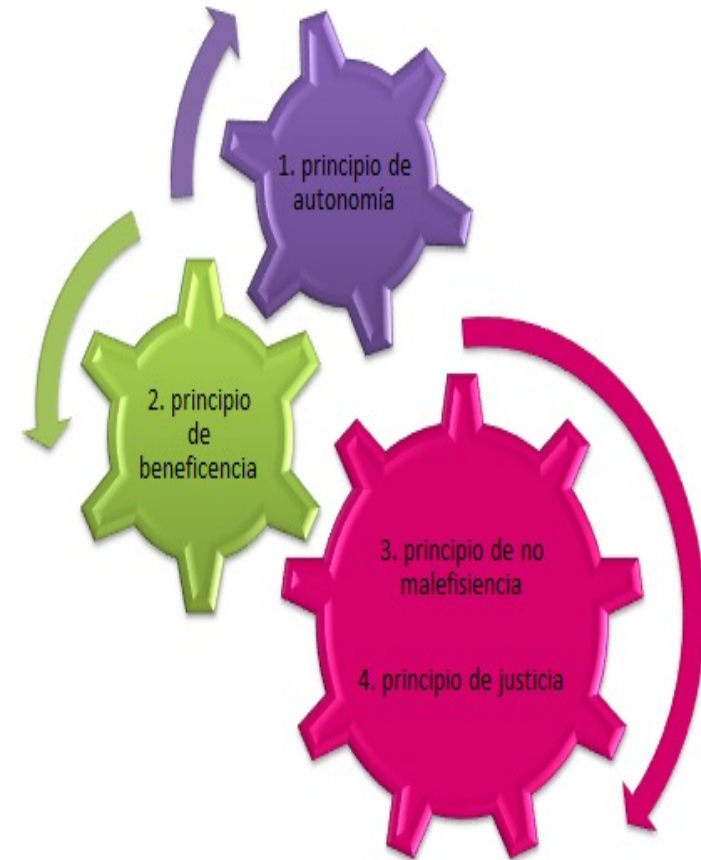 1. principio de
autonomía
2. principio
de
beneficencia
3. principio de no
malefisiencia
4. principio de justicia